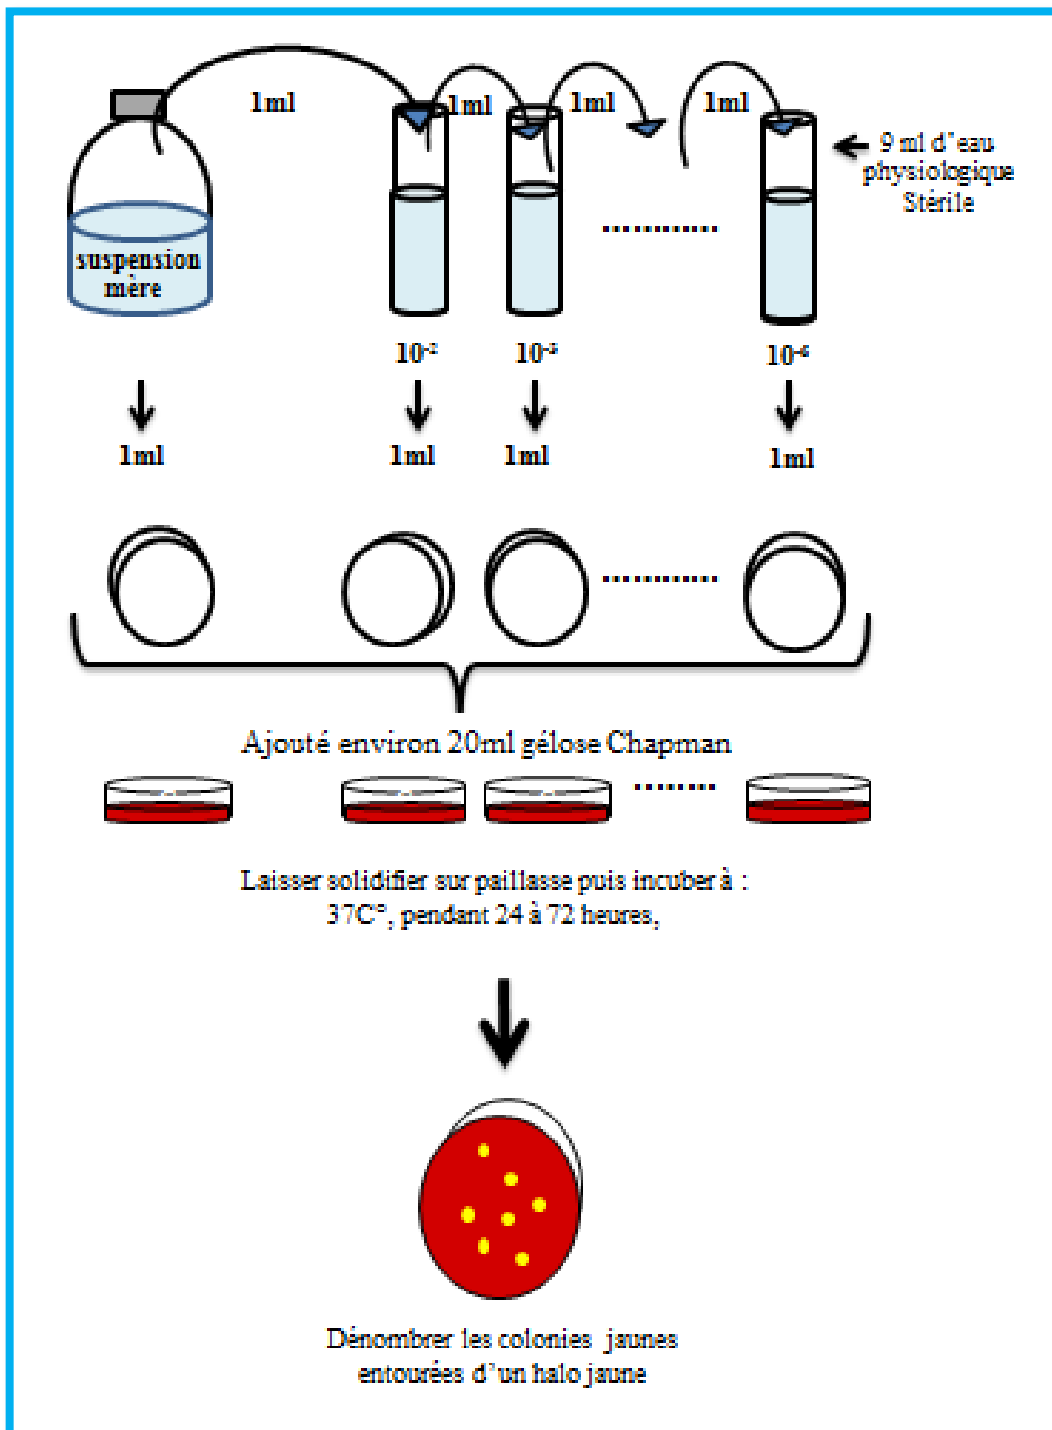 1ml
1ml
1ml
1ml
9 ml d'eau
physiologique
Stérile
suspension
mère
............
10⁻²
10⁻³
10⁻⁶
1ml
1ml
1ml
1ml
............
Ajouté environ 20ml gélose Chapman
........
Laisser solidifier sur paillasse puis incuber à :
37C°, pendant 24 à 72 heures,
Dénombrer les colonies jaunes
entourées d'un halo jaune